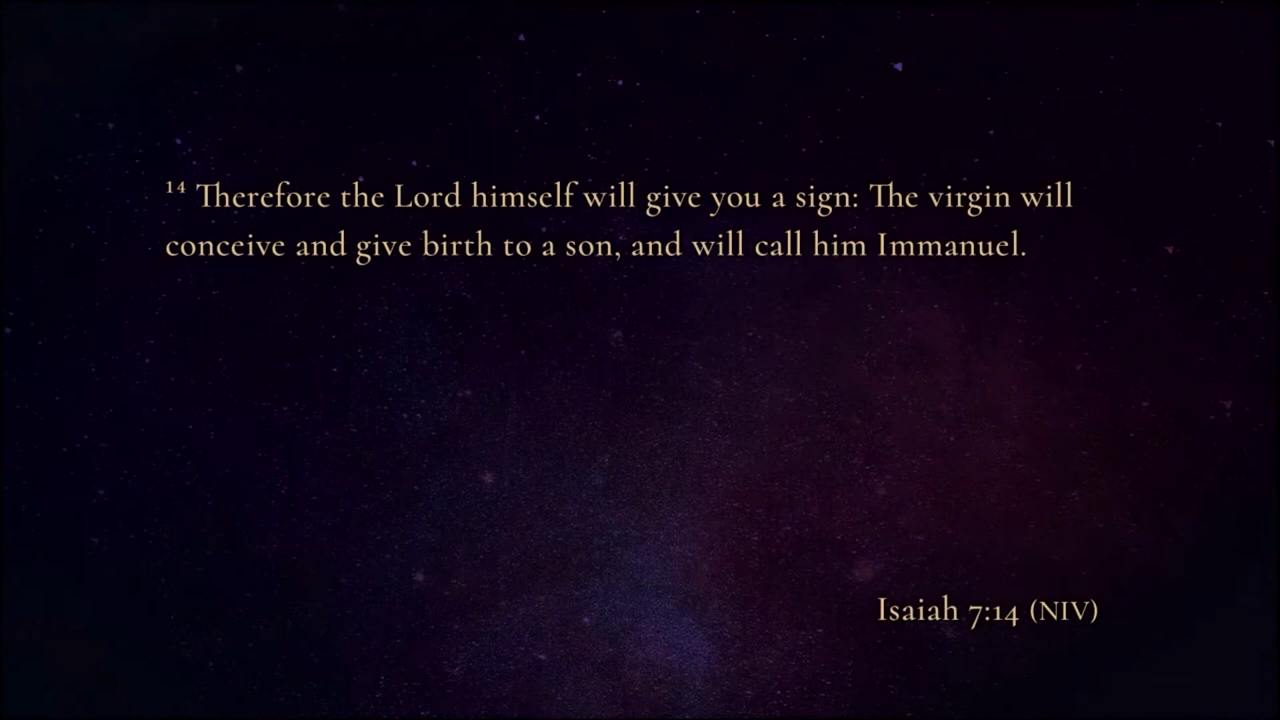 ¹⁴ Therefore the Lord himself will give you a sign: The virgin will
conceive and give birth to a son, and will call him Immanuel.
Isaiah 7:14 (NIV)